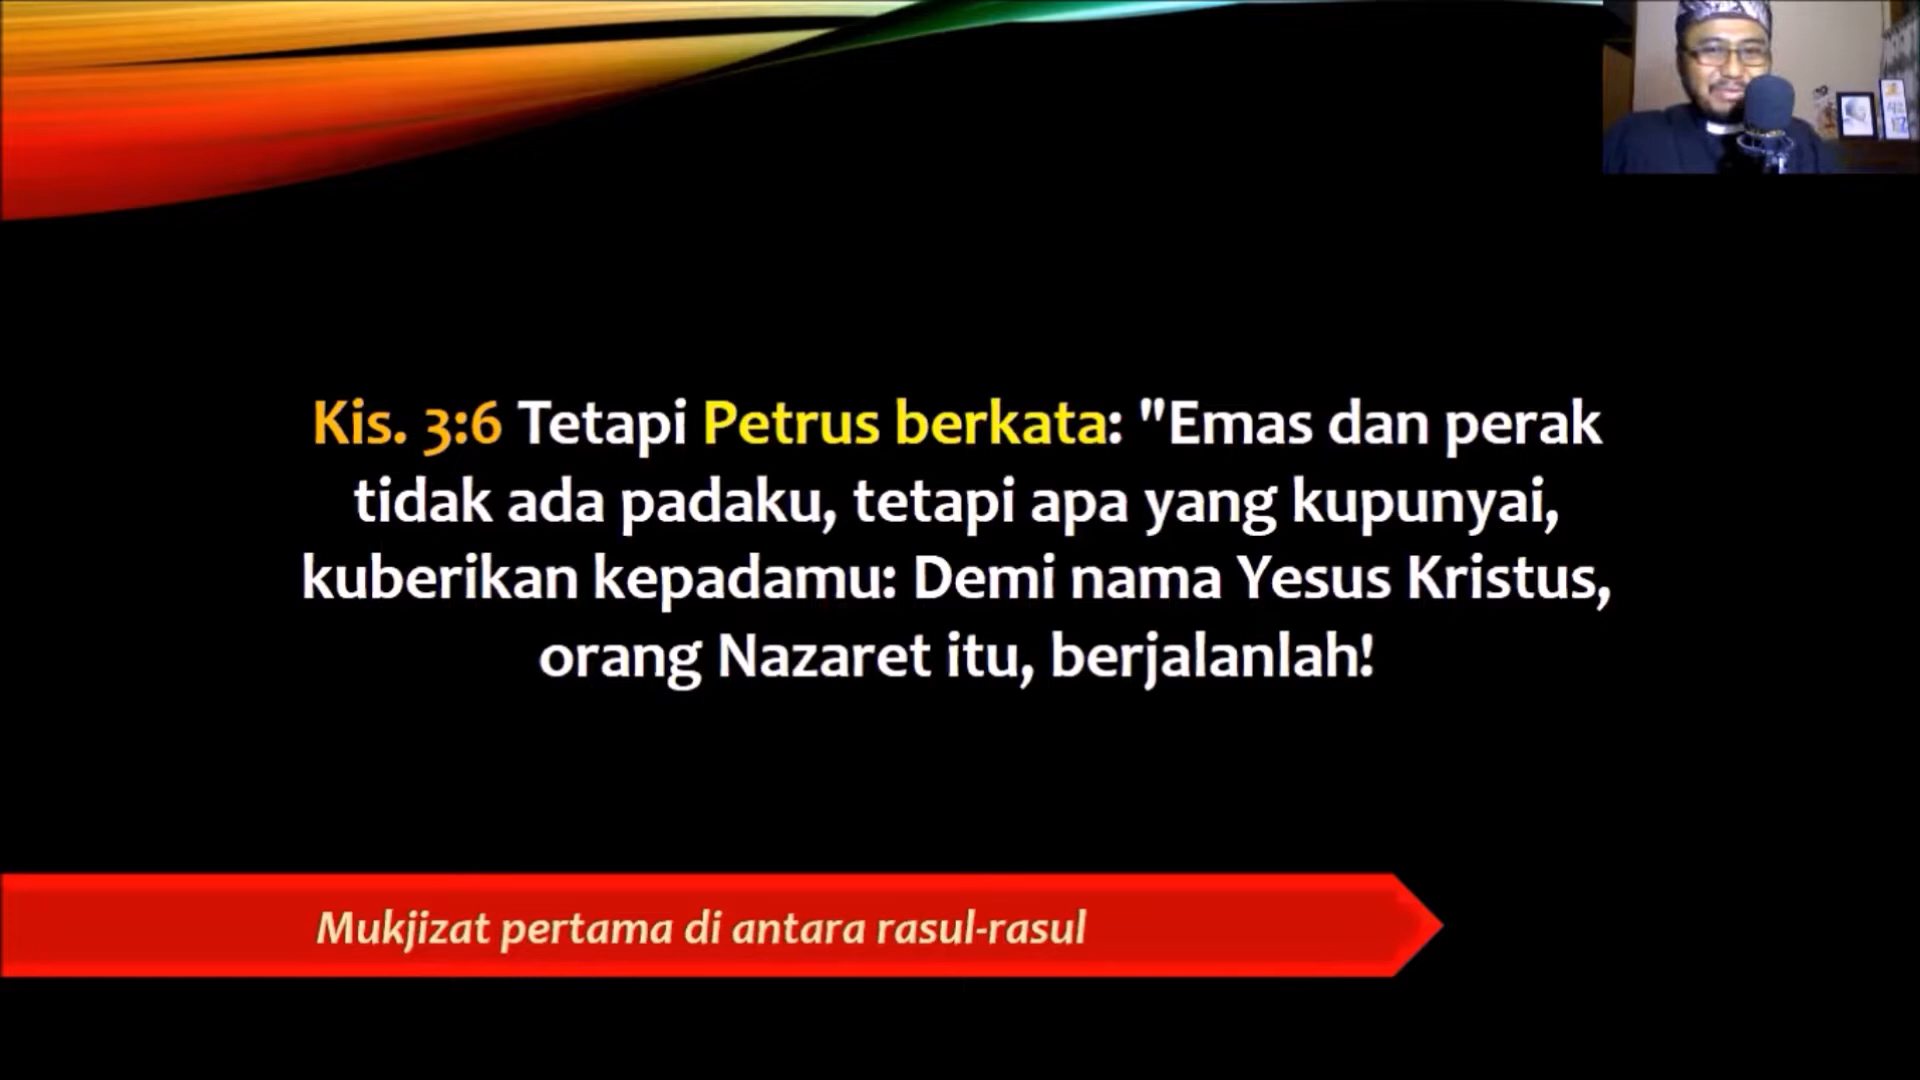 Kis. 3:6 Tetapi Petrus berkata: "Emas dan perak
tidak ada padaku, tetapi apa yang kupunyai,
kuberikan kepadamu: Demi nama Yesus Kristus,
orang Nazaret itu, berjalanlah!
Mukjizat pertama di antara rasul-rasul